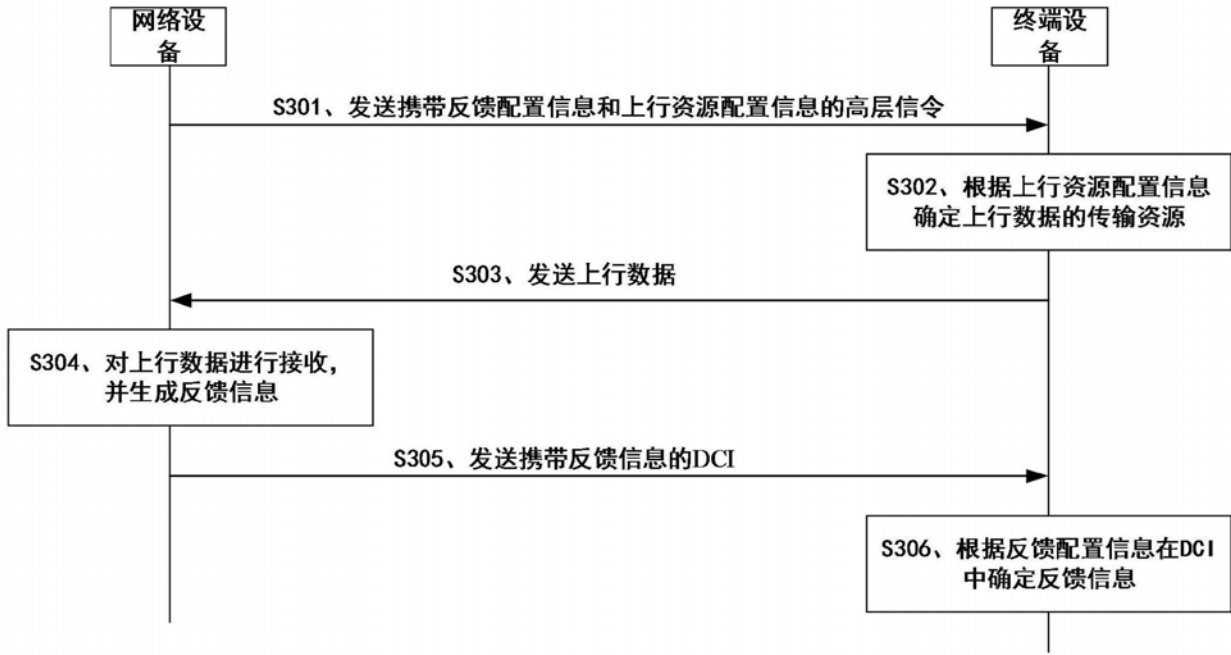 网络设
备
终端设
备
S301、发送携带反馈配置信息和上行资源配置信息的高层信令
S302、根据上行资源配置信息
确定上行数据的传输资源
S303、发送上行数据
S304、对上行数据进行接收，
并生成反馈信息
S305、发送携带反馈信息的DCI
S306、根据反馈配置信息在DCI
中确定反馈信息